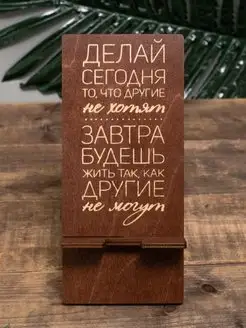 ДЕЛАЙ
СЕГОДНЯ
ТО, ЧТО ДРУГИЕ
не хотят
ЗАВТРА
БУДЕШЬ
ЖИТЬ ТАК, КАК
ДРУГИЕ
не могут